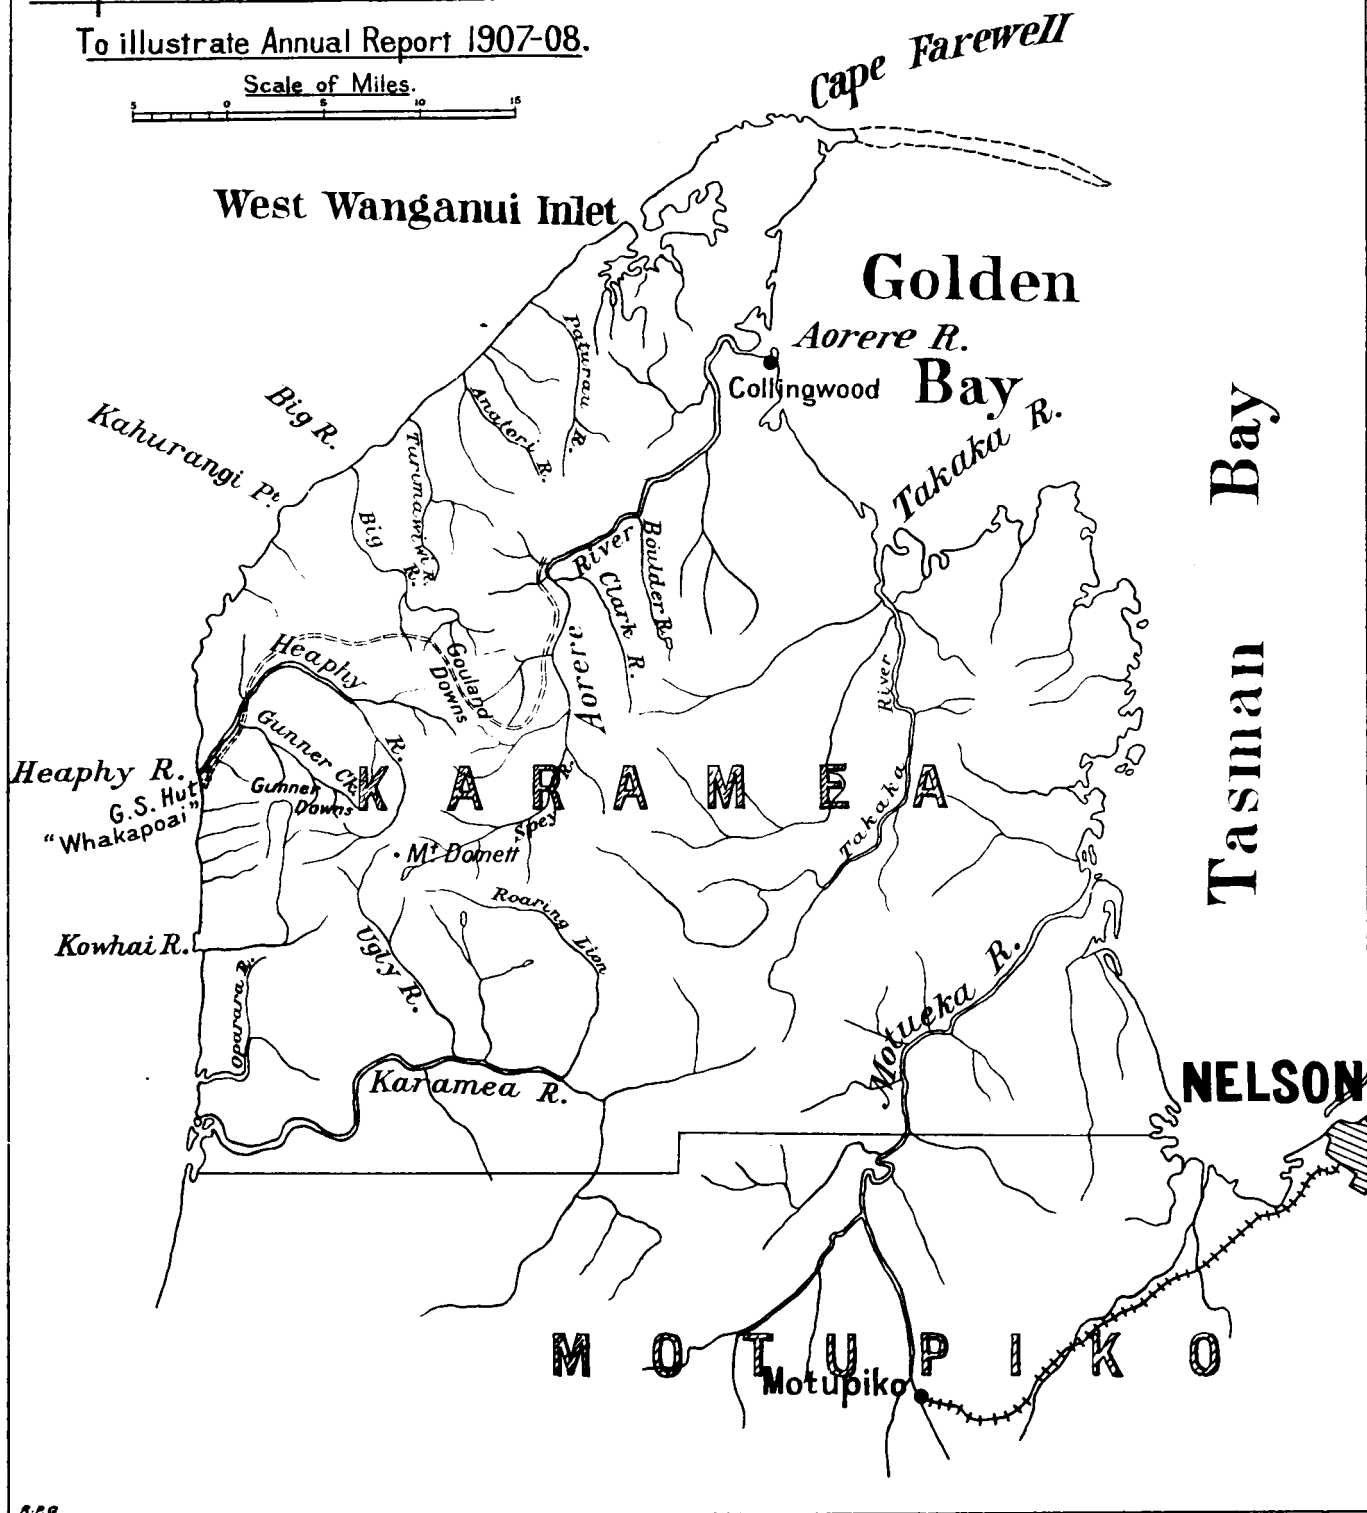 To illustrate Annual Report 1907-08.
Scale of Miles.
5 0 5 10 15
Cape Farewell
West Wanganui Inlet
Golden
Bay
Aorere R.
Collingwood
Paturau R.
Big R.
Anatori R.
Kahurangi Pt.
Turimawiwi R.
Takaka R.
Tasman Bay
Big R.
River
Boulder R.
Clark R.
Aorere
Heaphy R.
Gouland
Downs
River
Gunner Ck.
Heaphy R.
G.S. Hut
"Whakapoai"
Gunner
Downs
KARAMEA
Spey R.
Takaka
Mt Domett
Roaring Lion
Kowhai R.
Ugly R.
Oparara R.
Motueka R.
Karamea R.
NELSON
MOTUPIKO
Motupiko